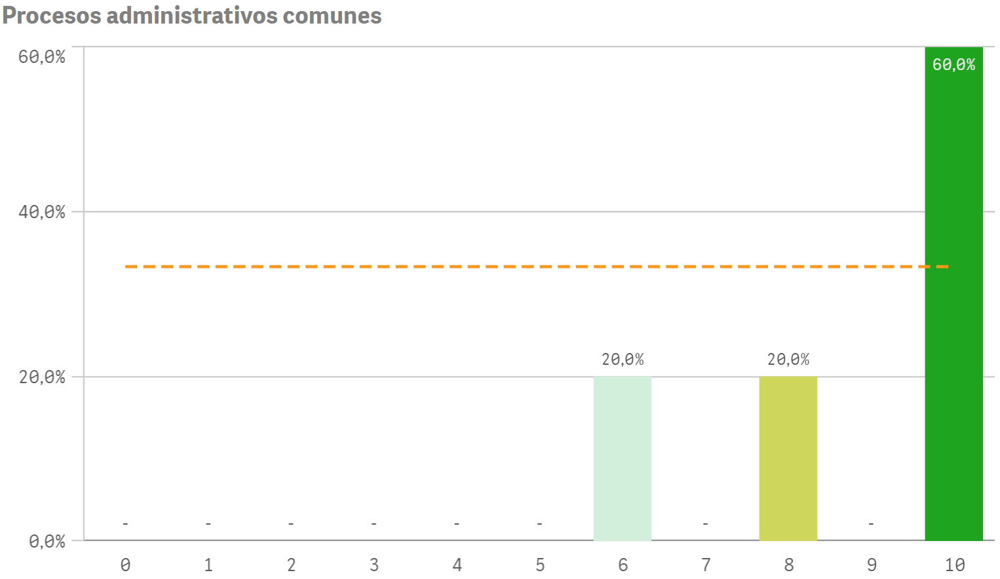 Procesos administrativos comunes
60,0%
60,0%
40,0%
20,0% 20,0%
20,0%
- - - - - - - -
0,0%
0 1 2 3 4 5 6 7 8 9 10